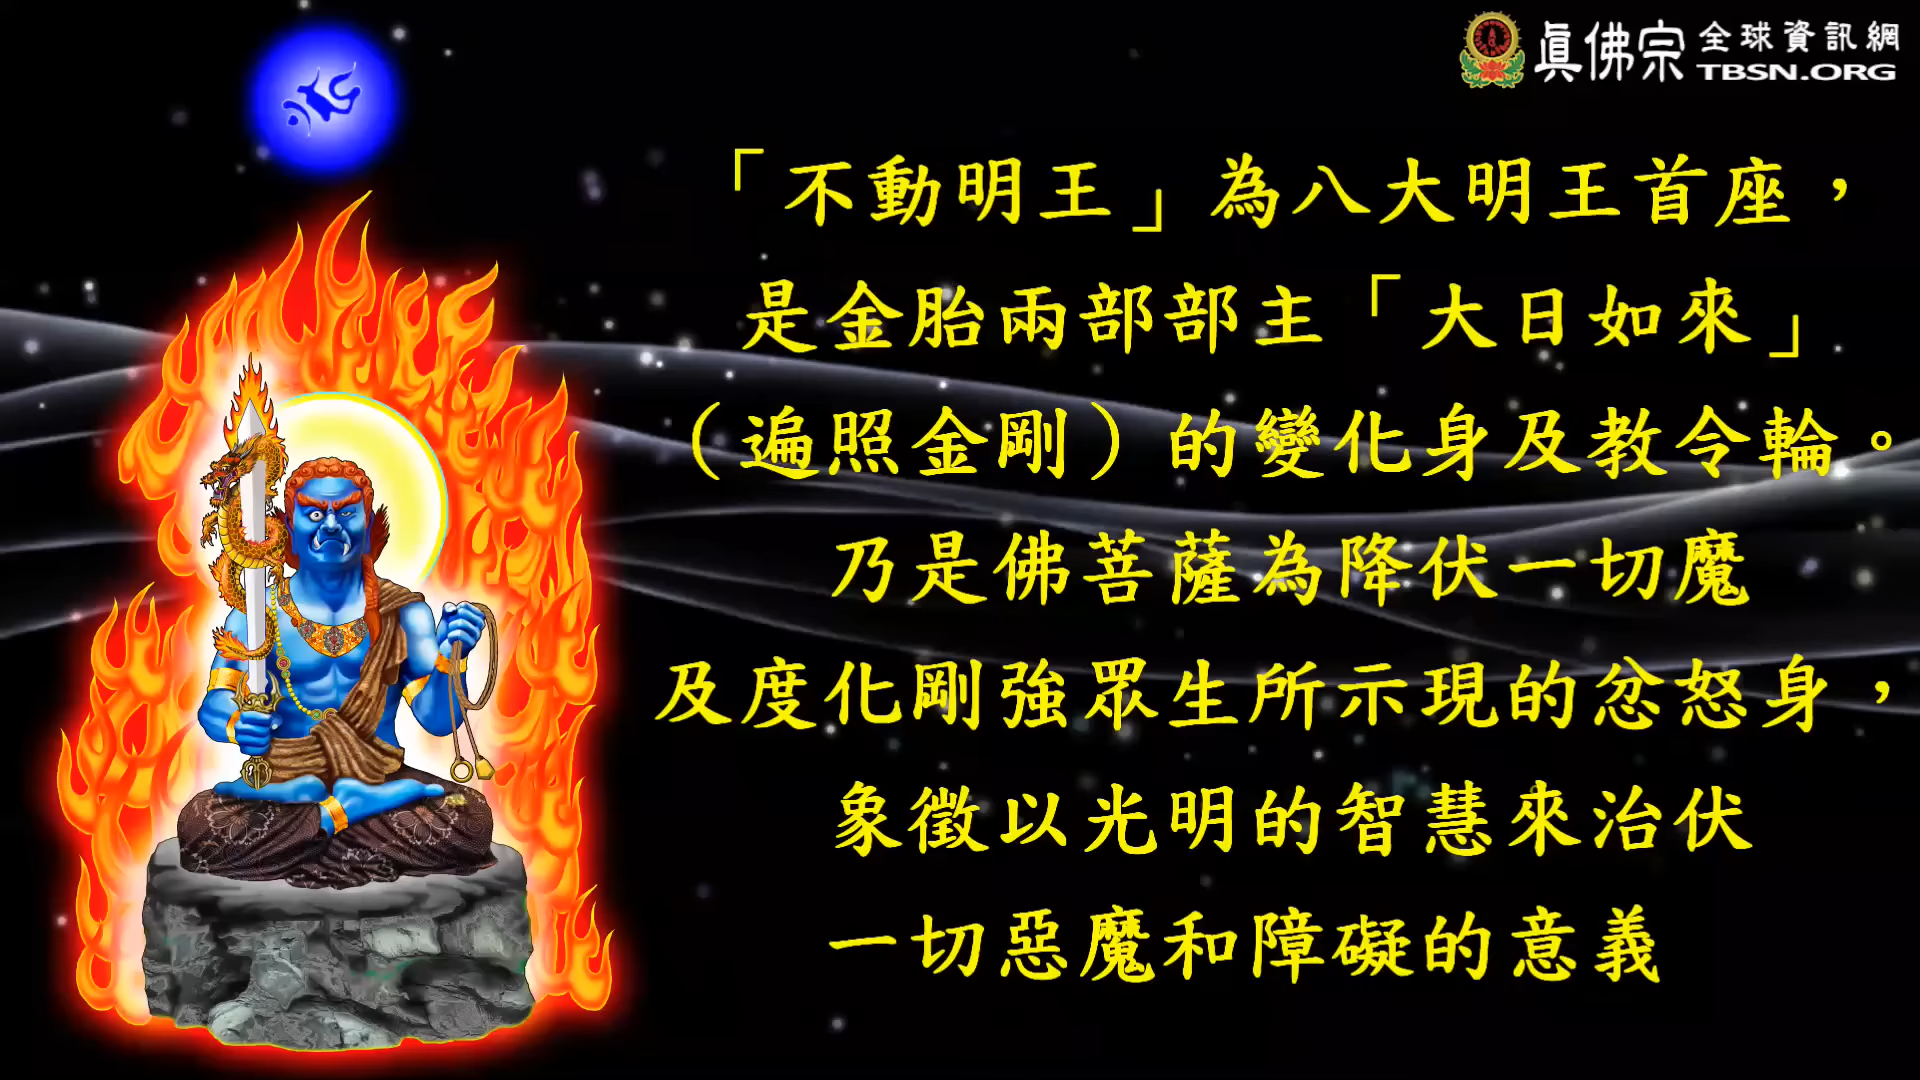 真佛宗 全球資訊網
TBSN.ORG
「不動明王」為八大明王首座，
是金胎兩部部主「大日如來」
（遍照金剛）的變化身及教令輪。
乃是佛菩薩為降伏一切魔
及度化剛強眾生所示現的忿怒身，
象徵以光明的智慧來治伏
一切惡魔和障礙的意義